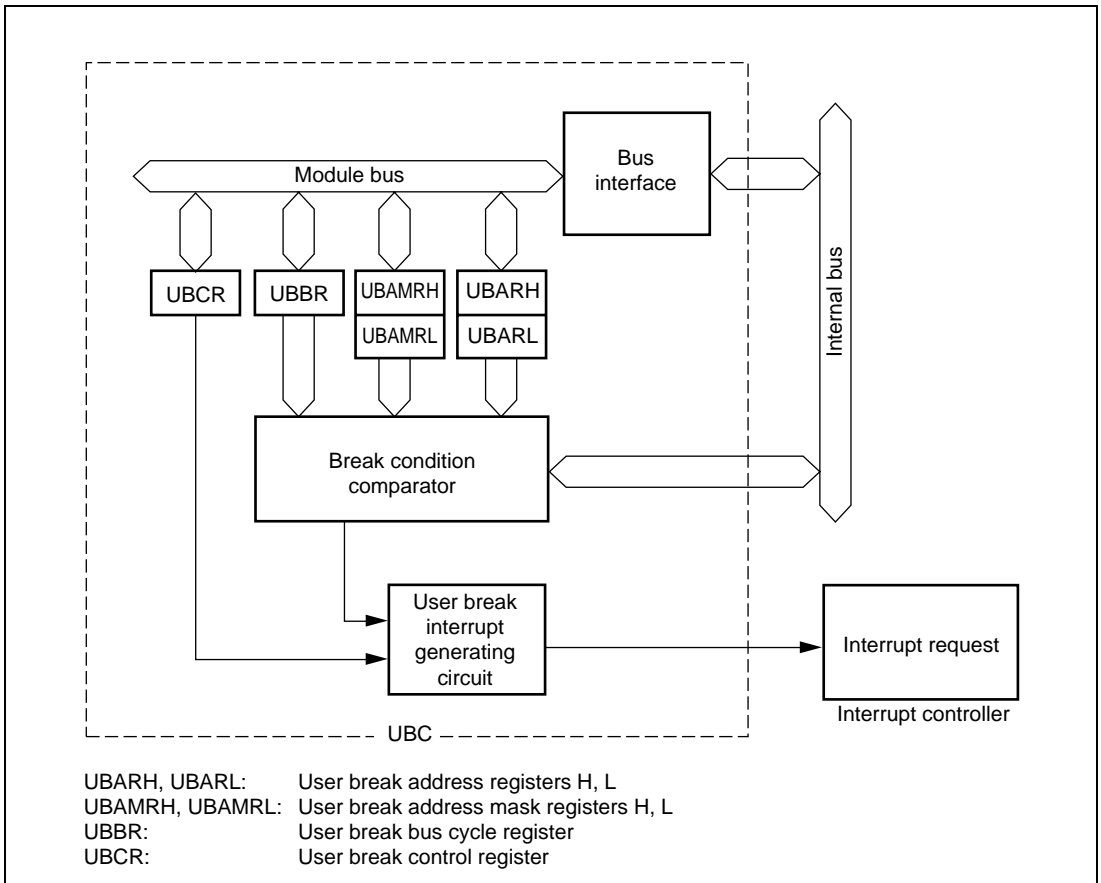 Bus
interface
Module bus
Internal bus
UBCR
UBBR
UBAMRH
UBARH
UBAMRL
UBARL
Break condition
comparator
User break
interrupt
generating
circuit
Interrupt request
Interrupt controller
UBC
UBARH, UBARL: User break address registers H, L
UBAMRH, UBAMRL: User break address mask registers H, L
UBBR: User break bus cycle register
UBCR: User break control register